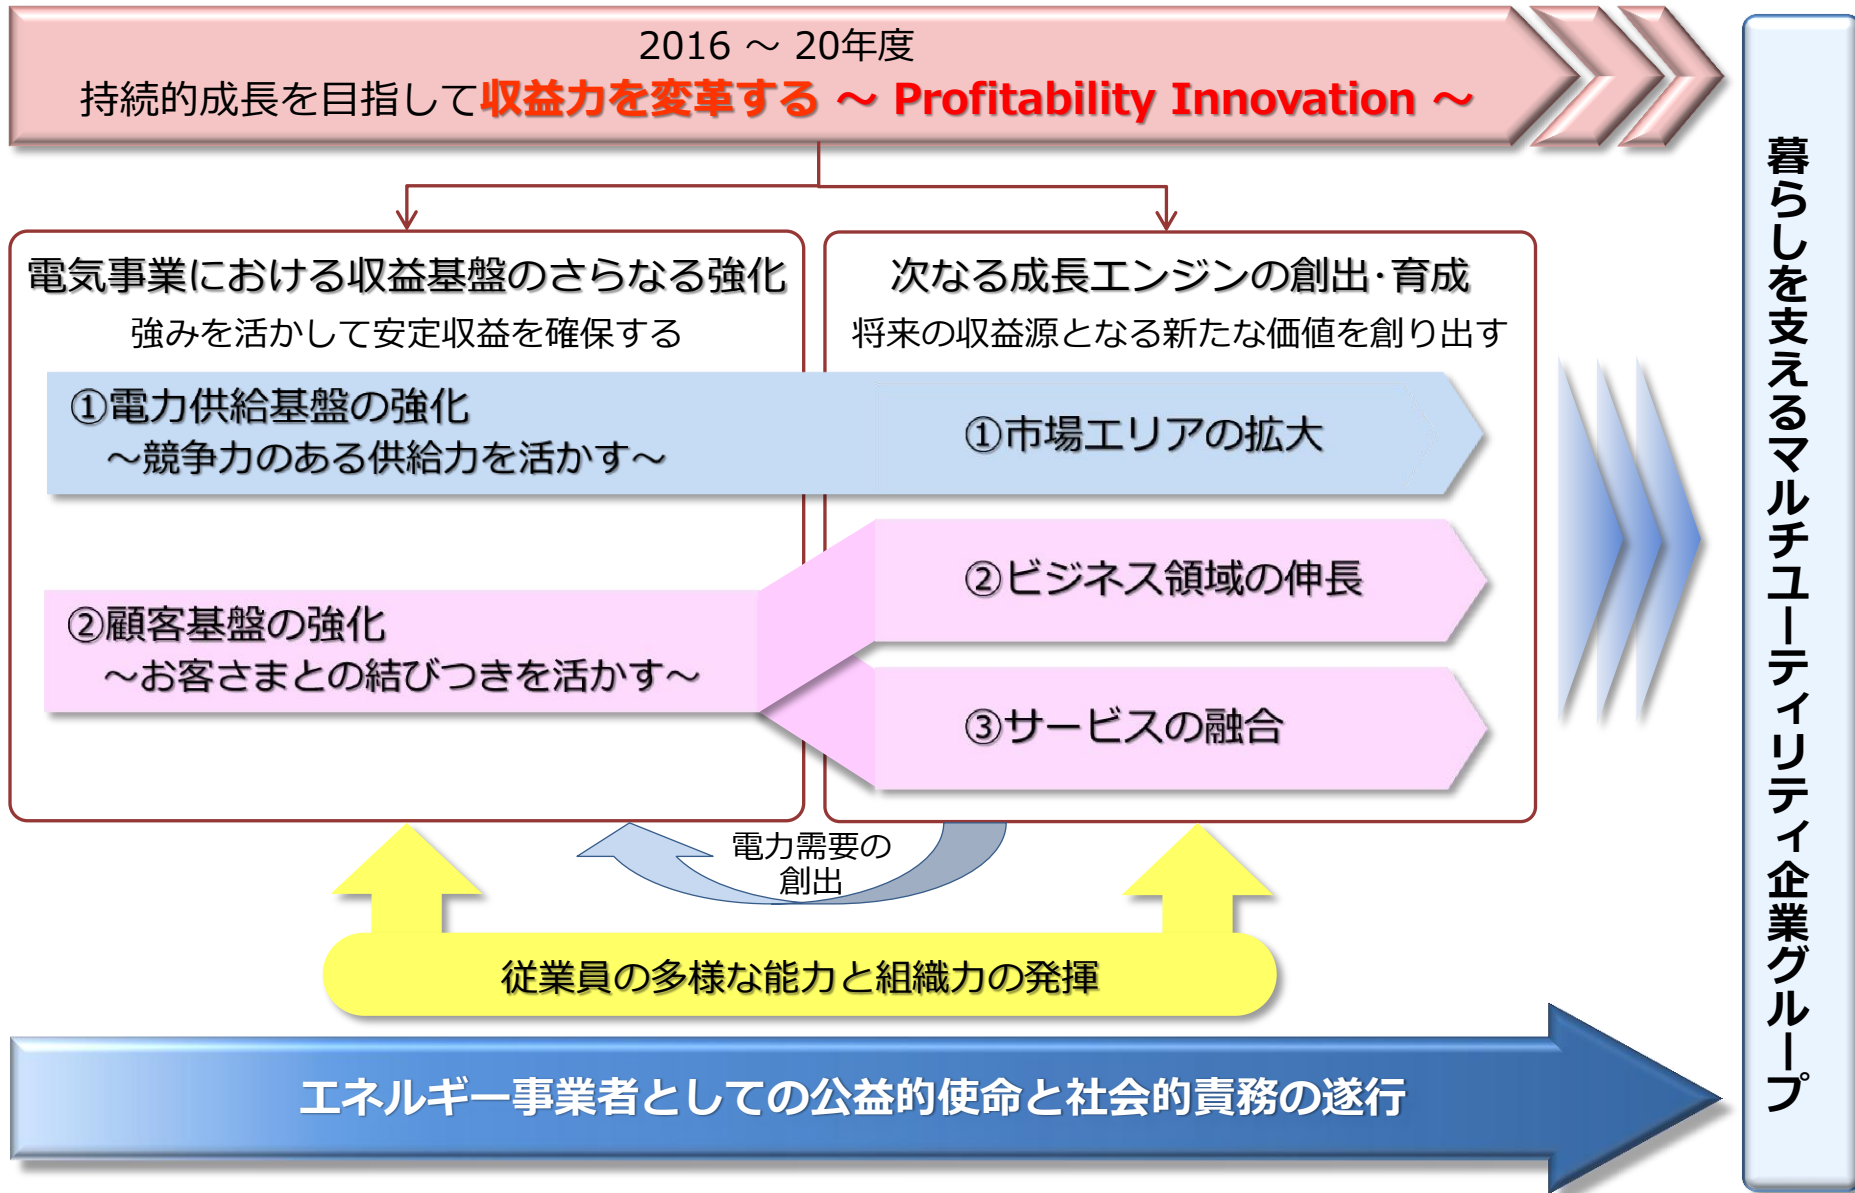 2016 ～ 20年度
持続的成長を目指して収益力を変革する ～ Profitability Innovation ～
電気事業における収益基盤のさらなる強化
強みを活かして安定収益を確保する
①電力供給基盤の強化
～競争力のある供給力を活かす～
②顧客基盤の強化
～お客さまとの結びつきを活かす～
次なる成長エンジンの創出･育成
将来の収益源となる新たな価値を創り出す
①市場エリアの拡大
②ビジネス領域の伸長
③サービスの融合
電力需要の
創出
従業員の多様な能力と組織力の発揮
エネルギー事業者としての公益的使命と社会的責務の遂行
暮らしを支えるマルチユーティリティ企業グループ